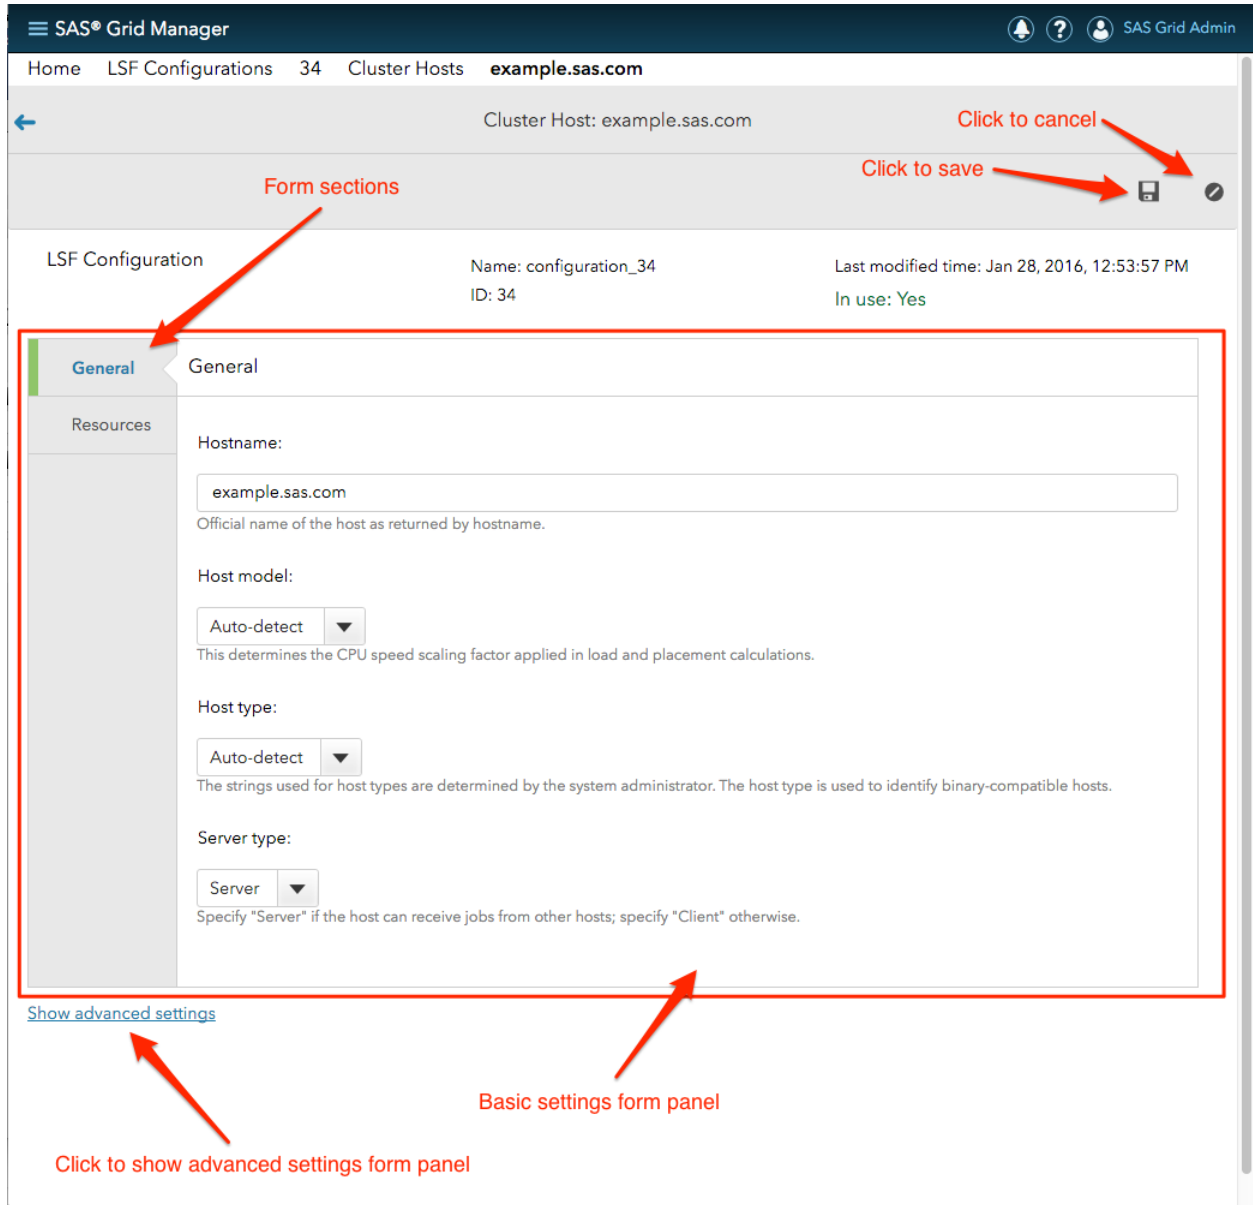 SAS® Grid Manager
SAS Grid Admin
Home LSF Configurations 34 Cluster Hosts example.sas.com
Cluster Host: example.sas.com
Click to cancel
Click to save
Form sections
LSF Configuration
Name: configuration_34
ID: 34
Last modified time: Jan 28, 2016, 12:53:57 PM
In use: Yes
General
Resources
General
Hostname:
example.sas.com
Official name of the host as returned by hostname.
Host model:
Auto-detect
This determines the CPU speed scaling factor applied in load and placement calculations.
Host type:
Auto-detect
The strings used for host types are determined by the system administrator. The host type is used to identify binary-compatible hosts.
Server type:
Server
Specify "Server" if the host can receive jobs from other hosts; specify "Client" otherwise.
Show advanced settings
Basic settings form panel
Click to show advanced settings form panel